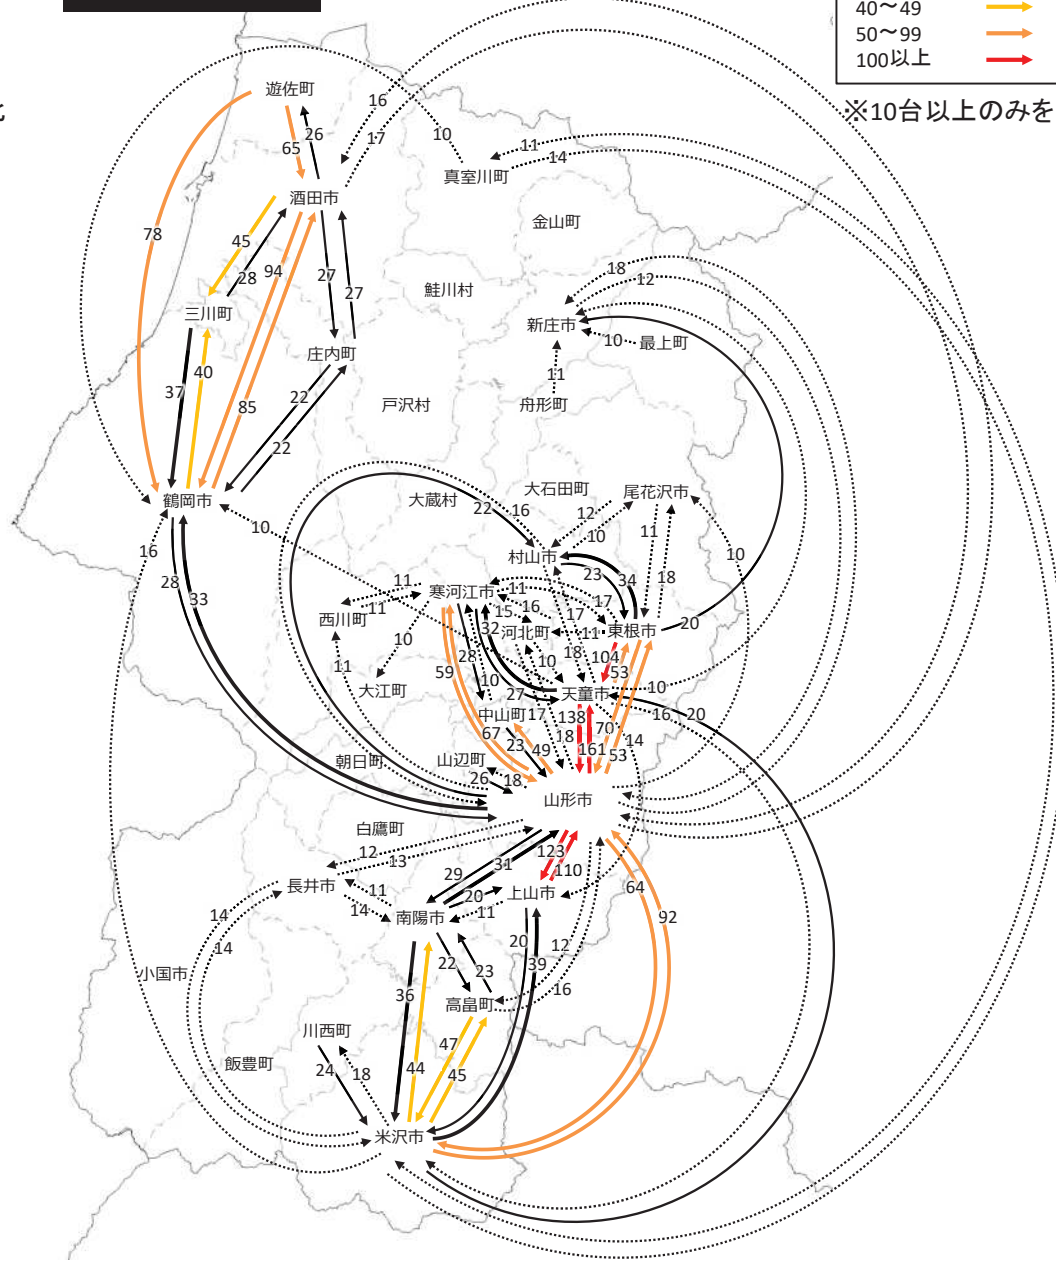 40～49
50～99
100以上
※10台以上のみを
遊佐町
16
26
17
10
65
11
14
真室川町
酒田市
金山町
78
45
28
94
27
27
18
12
鮭川村
三川町
新庄市
10
最上町
庄内町
40
11
37
22
85
戸沢村
舟形町
22
鶴岡市
大蔵村
22
16
大石田町
尾花沢市
12
10
11
10
10
16
村山市
28
33
11
11
寒河江市
11
23
34
18
17
西川町
15
16
17
32
河北町
11
東根市
20
10
28
18
104
11
59
10
10
53
大江町
27
天童市
10
中山町
17
138
16
20
67
23
18
70
49
161
53
14
朝日町
山辺町
26
18
山形市
白鷹町
12
13
31
123
29
110
長井市
11
20
上山市
64
14
14
11
92
南陽市
14
20
12
小国市
22
23
39
36
16
高畠町
川西町
47
飯豊町
24
18
44
45
米沢市